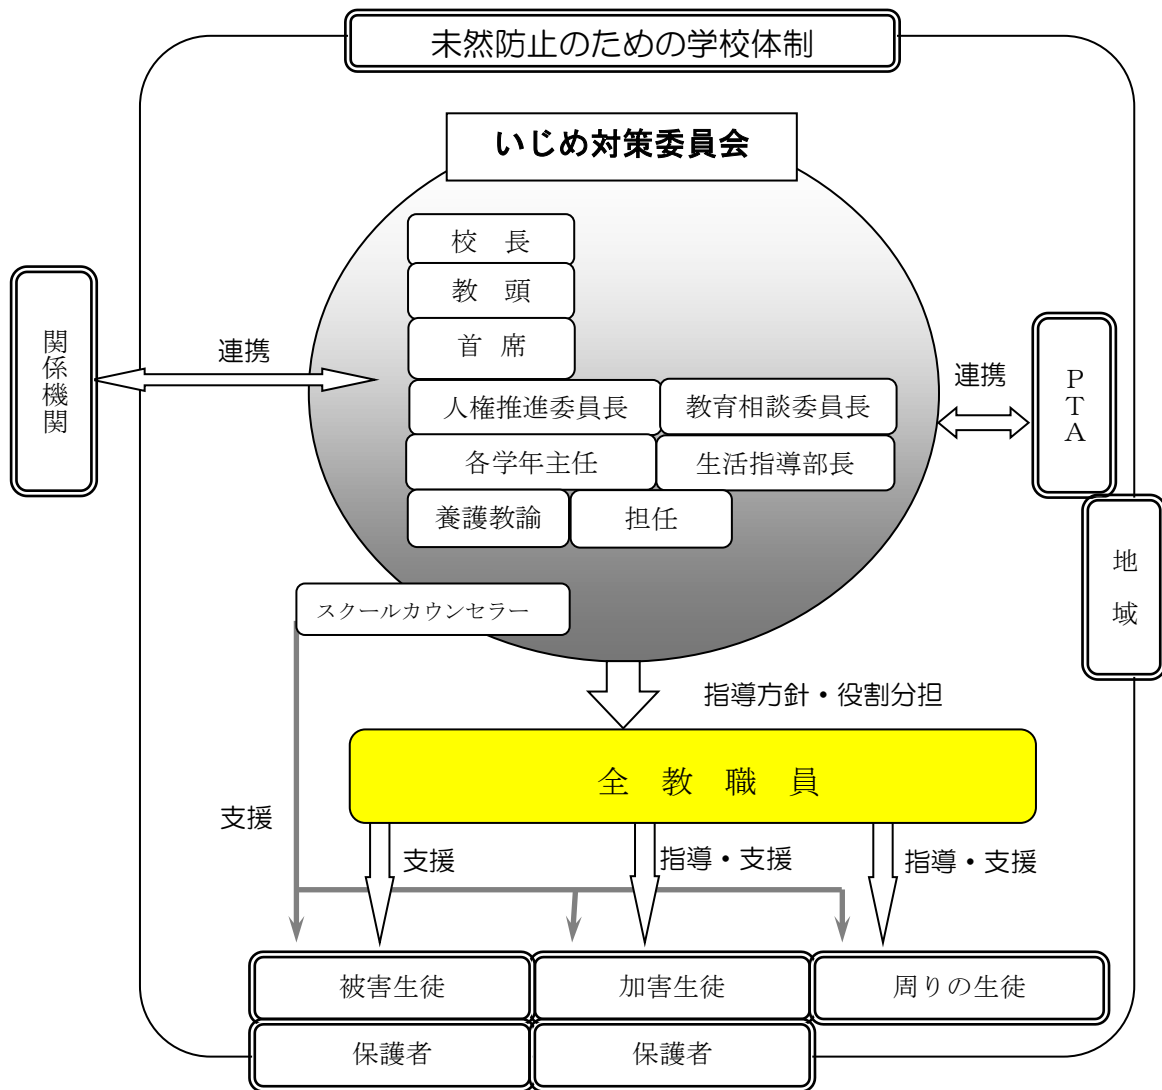 未然防止のための学校体制
いじめ対策委員会
校 長
教 頭
首 席
人権推進委員長
教育相談委員長
各学年主任
生活指導部長
養護教諭
担任
スクールカウンセラー
関係機関
連携
連携
PTA
地域
指導方針・役割分担
全 教 職 員
支援
支援
指導・支援
指導・支援
被害生徒
加害生徒
周りの生徒
保護者
保護者